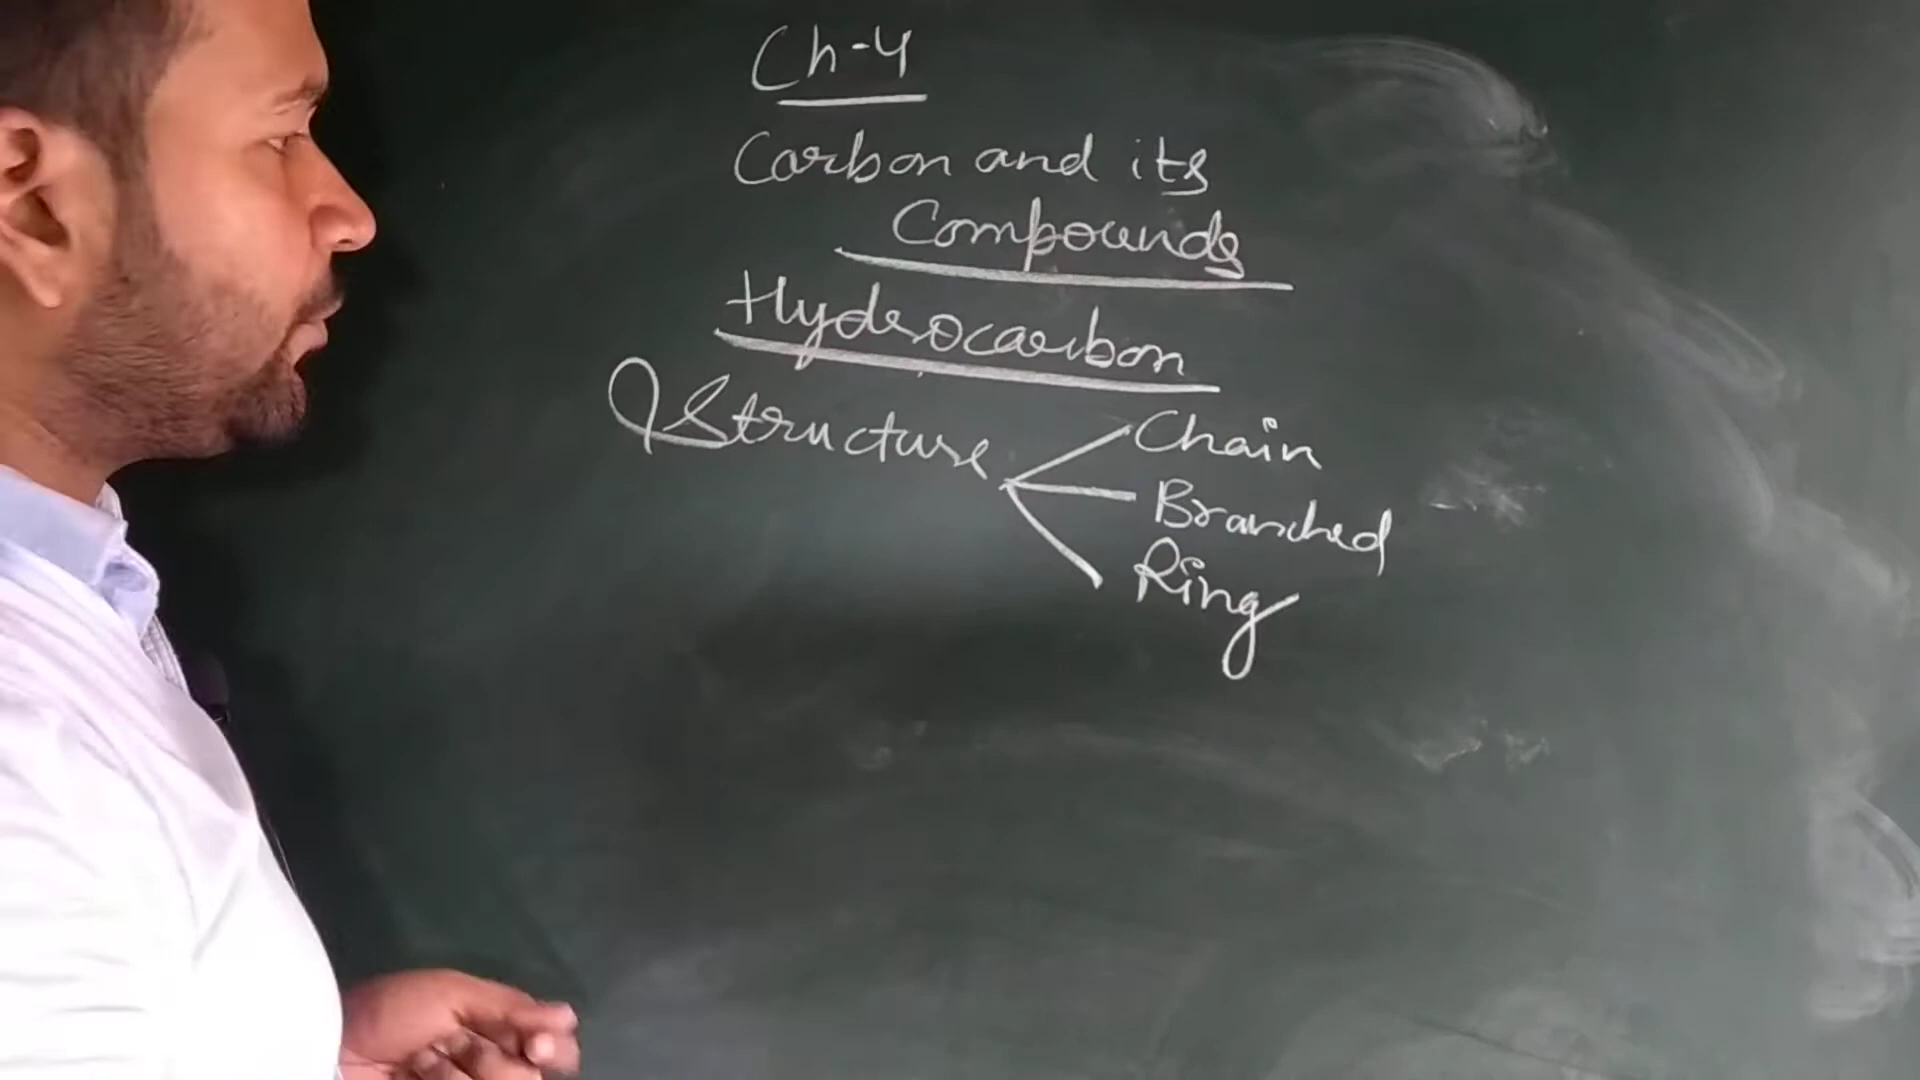 Ch-4
Carbon and its
Compounds
Hydrocarbon
Structure
Chain
Branched
Ring